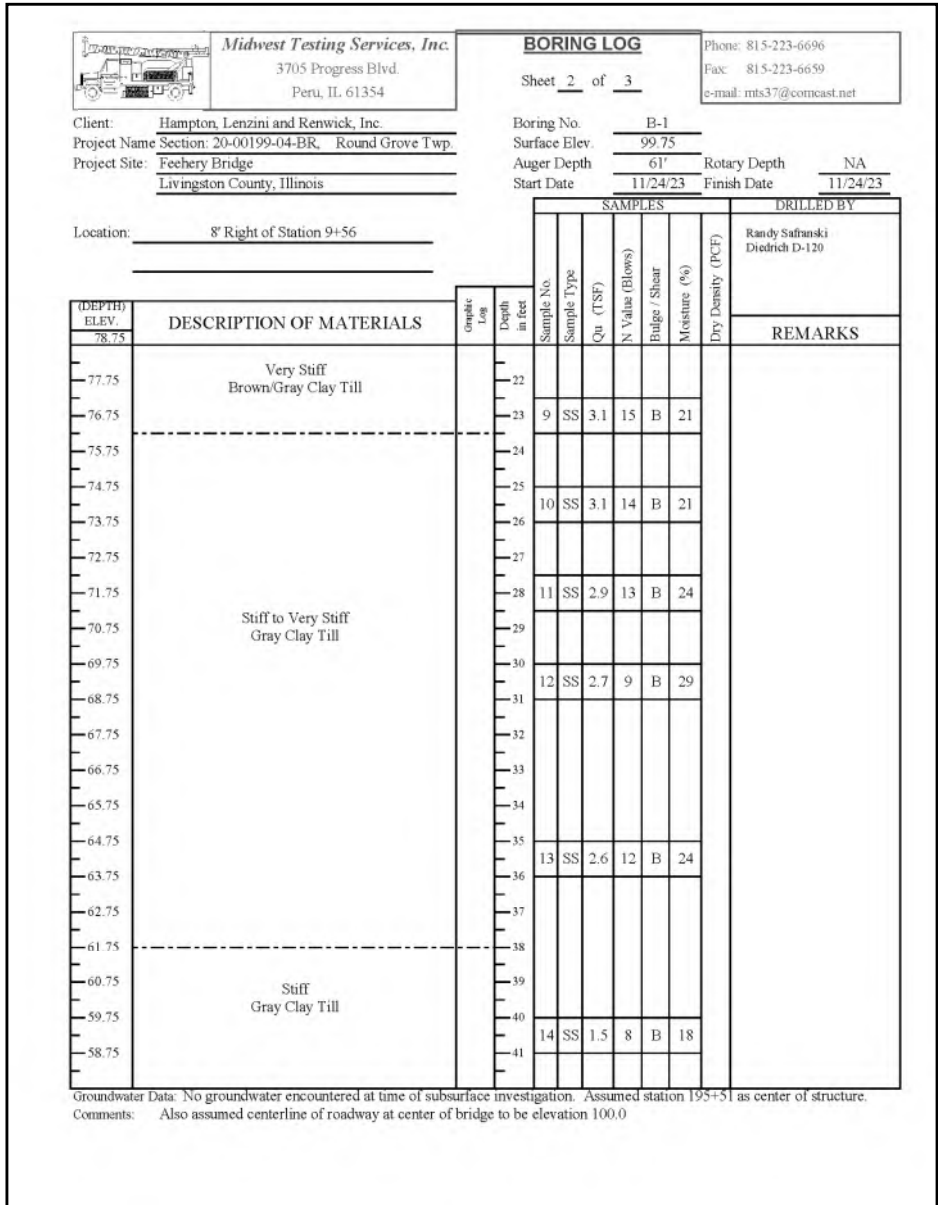 Midwest Testing Services, Inc.
3705 Progress Blvd.
Peru, IL 61354
BORING LOG
Sheet 2 of 3
Phone: 815-223-6696
Fax: 815-223-6659
e-mail: mts37@comcast.net
Client: Hampton, Lenzini and Renwick, Inc.
Project Name Section: 20-00199-04-BR, Round Grove Twp.
Project Site: Feehery Bridge
Livingston County, Illinois
Boring No. B-1
Surface Elev. 99.75
Auger Depth 61' Rotary Depth NA
Start Date 11/24/23 Finish Date 11/24/23
Location: 8' Right of Station 9+56
SAMPLES
DRILLED BY
Randy Safranski
Diedrich D-120
(DEPTH)
ELEV.
78.75
DESCRIPTION OF MATERIALS
Graphic
Log
Depth
in feet
Sample No.
Sample Type
Qu (TSF)
N Value (Blows)
Bulge / Shear
Moisture (%)
Dry Density (PCF)
REMARKS
Very Stiff
77.75 Brown/Gray Clay Till 22
76.75 23 9 SS 3.1 15 B 21
75.75 24
74.75 25
10 SS 3.1 14 B 21
73.75 26
72.75 27
71.75 28 11 SS 2.9 13 B 24
Stiff to Very Stiff
70.75 Gray Clay Till 29
69.75 30
12 SS 2.7 9 B 29
68.75 31
67.75 32
66.75 33
65.75 34
64.75 35
13 SS 2.6 12 B 24
63.75 36
62.75 37
61.75 38
60.75 Stiff 39
Gray Clay Till
59.75 40
14 SS 1.5 8 B 18
58.75 41
Groundwater Data: No groundwater encountered at time of subsurface investigation. Assumed station 195+51 as center of structure.
Comments: Also assumed centerline of roadway at center of bridge to be elevation 100.0